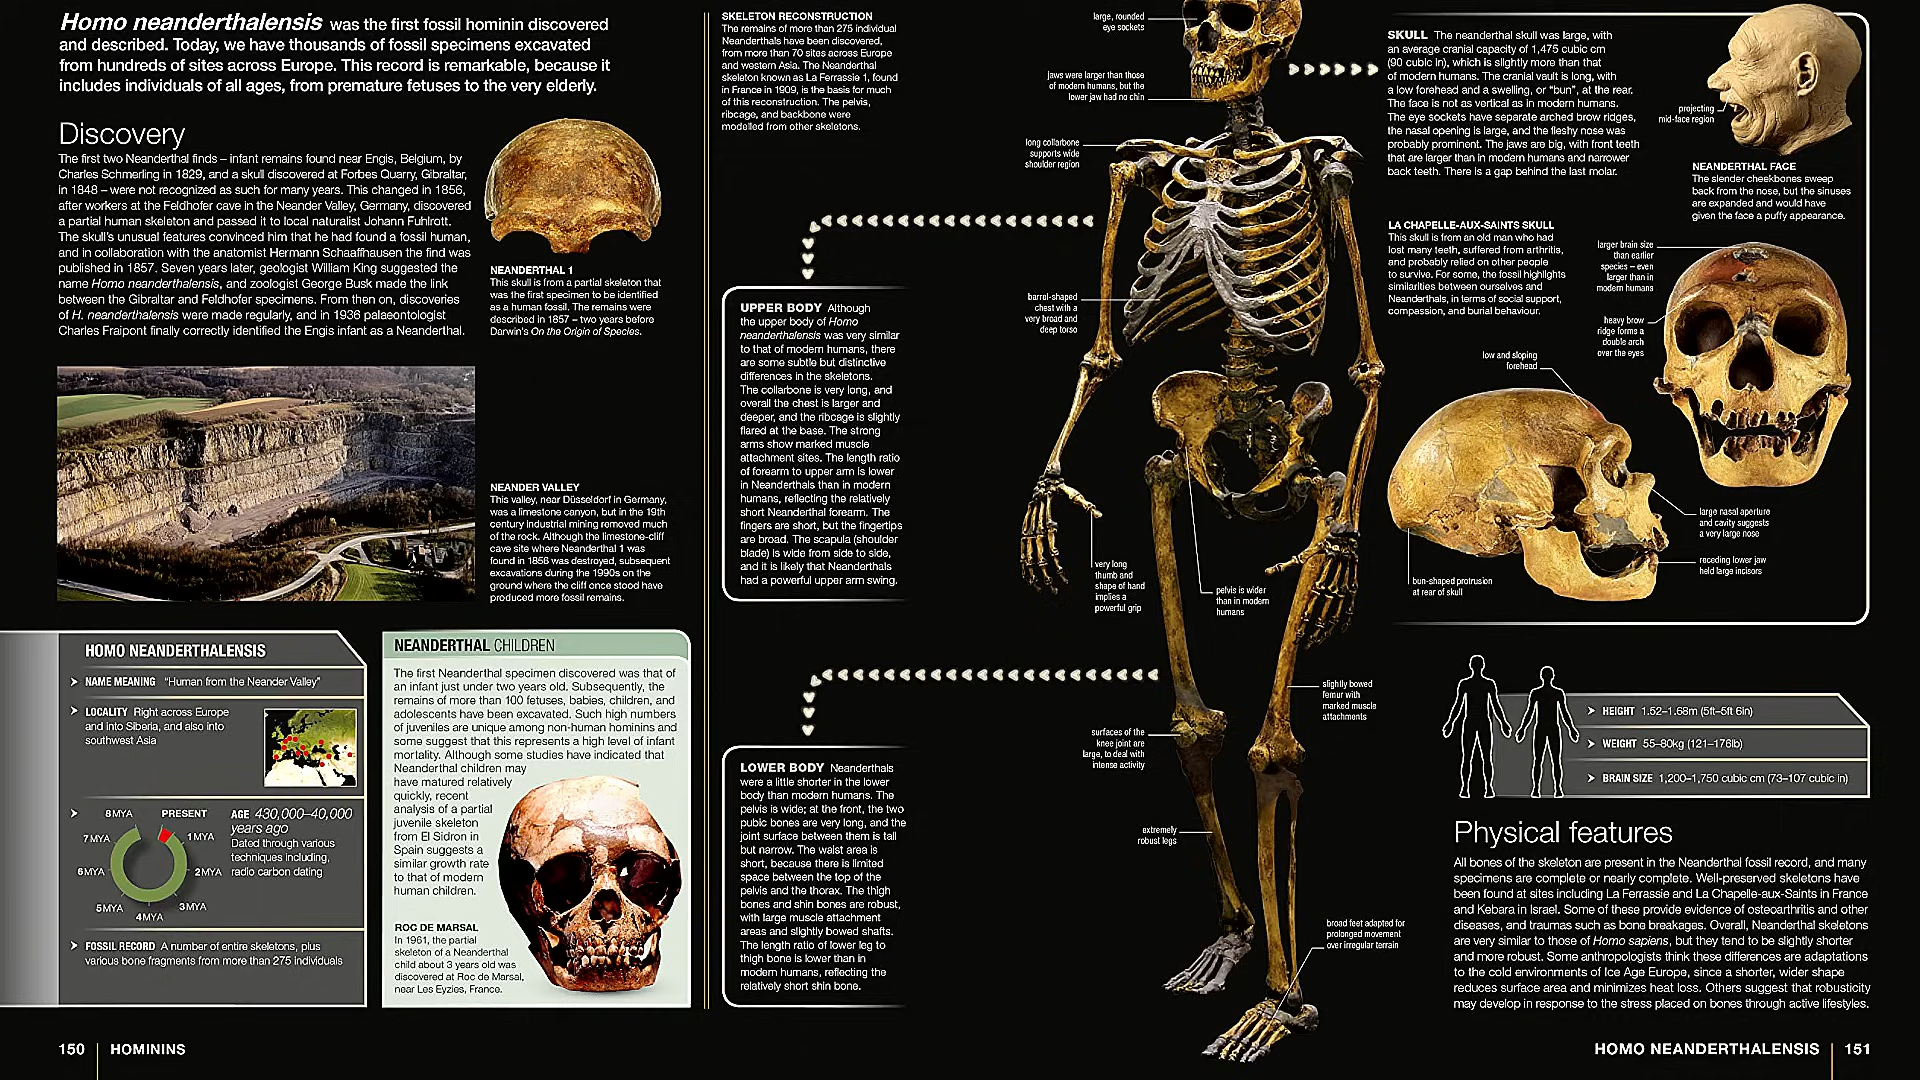 Homo neanderthalensis was the first fossil hominin discovered
and described. Today, we have thousands of fossil specimens excavated
from hundreds of sites across Europe. This record is remarkable, because it
includes individuals of all ages, from premature fetuses to the very elderly.
Discovery
The first two Neanderthal finds – infant remains found near Engis, Belgium, by
Charles Schmerling in 1829, and a skull discovered at Forbes Quarry, Gibraltar,
in 1848 – were not recognized as such for many years. This changed in 1856,
after workers at the Feldhofer cave in the Neander Valley, Germany, discovered
a partial human skeleton and passed it to local naturalist Johann Fuhlrott.
The skull's unusual features convinced him that he had found a fossil human,
and in collaboration with the anatomist Hermann Schaaffhausen the find was
published in 1857. Seven years later, geologist William King suggested the
name Homo neanderthalensis, and zoologist George Busk made the link
between the Gibraltar and Feldhofer specimens. From then on, discoveries
of H. neanderthalensis were made regularly, and in 1936 palaeontologist
Charles Fraipont finally correctly identified the Engis infant as a Neanderthal.
NEANDERTHAL 1
This skull is from a partial skeleton that
was the first specimen to be identified
as a human fossil. The remains were
described in 1857 – two years before
Darwin's On the Origin of Species.
NEANDER VALLEY
This valley, near Düsseldorf in Germany,
was a limestone canyon, but in the 19th
century industrial mining removed much
of the rock. Although the limestone-cliff
cave site where Neanderthal 1 was
found in 1856 was destroyed, subsequent
excavations during the 1990s on the
ground where the cliff once stood have
produced more fossil remains.
HOMO NEANDERTHALENSIS
NAME MEANING "Human from the Neander Valley"
LOCALITY Right across Europe
and into Siberia, and also into
southwest Asia
8MYA
PRESENT
7MYA
1MYA
6MYA
2MYA
5MYA
3MYA
4MYA
AGE 430,000–40,000
years ago
Dated through various
techniques including,
radio carbon dating
FOSSIL RECORD A number of entire skeletons, plus
various bone fragments from more than 275 individuals
NEANDERTHAL CHILDREN
The first Neanderthal specimen discovered was that of
an infant just under two years old. Subsequently, the
remains of more than 100 fetuses, babies, children, and
adolescents have been excavated. Such high numbers
of juveniles are unique among non-human hominins and
some suggest that this represents a high level of infant
mortality. Although some studies have indicated that
Neanderthal children may
have matured relatively
quickly, recent
analysis of a partial
juvenile skeleton
from El Sidron in
Spain suggests a
similar growth rate
to that of modern
human children.
ROC DE MARSAL
In 1961, the partial
skeleton of a Neanderthal
child about 3 years old was
discovered at Roc de Marsal,
near Les Eyzies, France.
150 HOMININS
SKELETON RECONSTRUCTION
The remains of more than 275 individual
Neanderthals have been discovered,
from more than 70 sites across Europe
and western Asia. The Neanderthal
skeleton known as La Ferrassie 1, found
in France in 1909, is the basis for much
of this reconstruction. The pelvis,
ribcage, and backbone were
modelled from other skeletons.
UPPER BODY Although
the upper body of Homo
neanderthalensis was very similar
to that of modern humans, there
are some subtle but distinctive
differences in the skeletons.
The collarbone is very long, and
overall the chest is larger and
deeper, and the ribcage is slightly
flared at the base. The strong
arms show marked muscle
attachment sites. The length ratio
of forearm to upper arm is lower
in Neanderthals than in modern
humans, reflecting the relatively
short Neanderthal forearm. The
fingers are short, but the fingertips
are broad. The scapula (shoulder
blade) is wide from side to side,
and it is likely that Neanderthals
had a powerful upper arm swing.
LOWER BODY Neanderthals
were a little shorter in the lower
body than modern humans. The
pelvis is wide; at the front, the two
pubic bones are very long, and the
joint surface between them is tall
but narrow. The waist area is
short, because there is limited
space between the top of the
pelvis and the thorax. The thigh
bones and shin bones are robust,
with large muscle attachment
areas and slightly bowed shafts.
The length ratio of lower leg to
thigh bone is lower than in
modern humans, reflecting the
relatively short shin bone.
large, rounded
eye sockets
jaws were larger than those
of modern humans, but the
lower jaw had no chin
long collarbone
supports wide
shoulder region
barrel-shaped
chest with a
very broad and
deep torso
very long
thumb and
shape of hand
implies a
powerful grip
pelvis is wider
than in modern
humans
slightly bowed
femur with
marked muscle
attachments
surfaces of the
knee joint are
large, to deal with
intense activity
extremely
robust legs
broad feet adapted for
prolonged movement
over irregular terrain
SKULL The neanderthal skull was large, with
an average cranial capacity of 1,475 cubic cm
(90 cubic in), which is slightly more than that
of modern humans. The cranial vault is long, with
a low forehead and a swelling, or "bun", at the rear.
The face is not as vertical as in modern humans.
The eye sockets have separate arched brow ridges,
the nasal opening is large, and the fleshy nose was
probably prominent. The jaws are big, with front teeth
that are larger than in modern humans and narrower
back teeth. There is a gap behind the last molar.
projecting
mid-face region
NEANDERTHAL FACE
The slender cheekbones sweep
back from the nose, but the sinuses
are expanded and would have
given the face a puffy appearance.
LA CHAPELLE-AUX-SAINTS SKULL
This skull is from an old man who had
lost many teeth, suffered from arthritis,
and probably relied on other people
to survive. For some, the fossil highlights
similarities between ourselves and
Neanderthals, in terms of social support,
compassion, and burial behaviour.
larger brain size
than earlier
species – even
larger than in
modern humans
heavy brow
ridge forms a
double arch
over the eyes
low and sloping
forehead
large nasal aperture
and cavity suggests
a very large nose
receding lower jaw
held large incisors
bun-shaped protrusion
at rear of skull
HEIGHT 1.52–1.68m (5ft–5ft 6in)
WEIGHT 55–80kg (121–176lb)
BRAIN SIZE 1,200–1,750 cubic cm (73–107 cubic in)
Physical features
All bones of the skeleton are present in the Neanderthal fossil record, and many
specimens are complete or nearly complete. Well-preserved skeletons have
been found at sites including La Ferrassie and La Chapelle-aux-Saints in France
and Kebara in Israel. Some of these provide evidence of osteoarthritis and other
diseases, and traumas such as bone breakages. Overall, Neanderthal skeletons
are very similar to those of Homo sapiens, but they tend to be slightly shorter
and more robust. Some anthropologists think these differences are adaptations
to the cold environments of Ice Age Europe, since a shorter, wider shape
reduces surface area and minimizes heat loss. Others suggest that robusticity
may develop in response to the stress placed on bones through active lifestyles.
HOMO NEANDERTHALENSIS 151